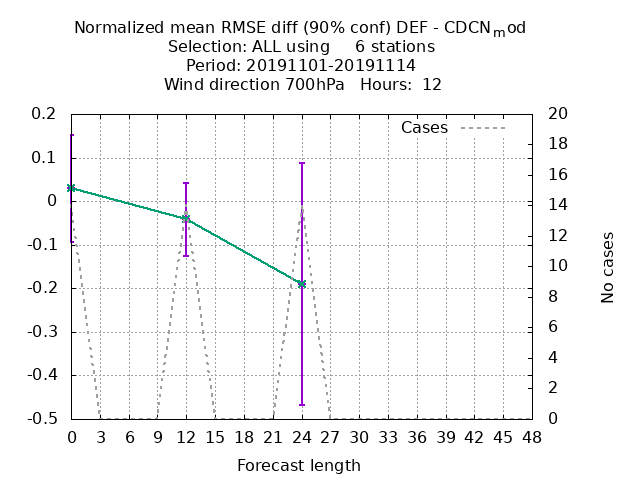 Normalized mean RMSE diff (90% conf) DEF - CDCNmod
Selection: ALL using 6 stations
Period: 20191101-20191114
Wind direction 700hPa Hours: 12
Cases
0.2
0.1
0
-0.1
-0.2
-0.3
-0.4
-0.5
20
18
16
14
12
10
8
6
4
2
0
No cases
0 3 6 9 12 15 18 21 24 27 30 33 36 39 42 45 48
Forecast length